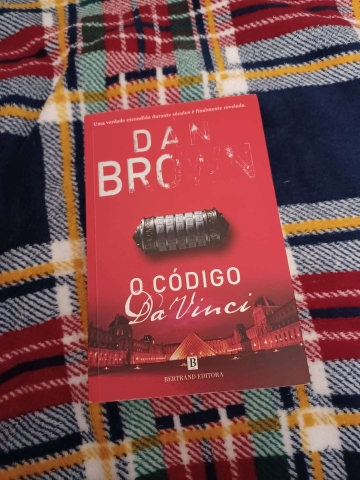 Uma verdade escondida durante séculos é finalmente revelada.
DAN
BROWN
O CÓDIGO
Da Vinci
B
BERTRAND EDITORA